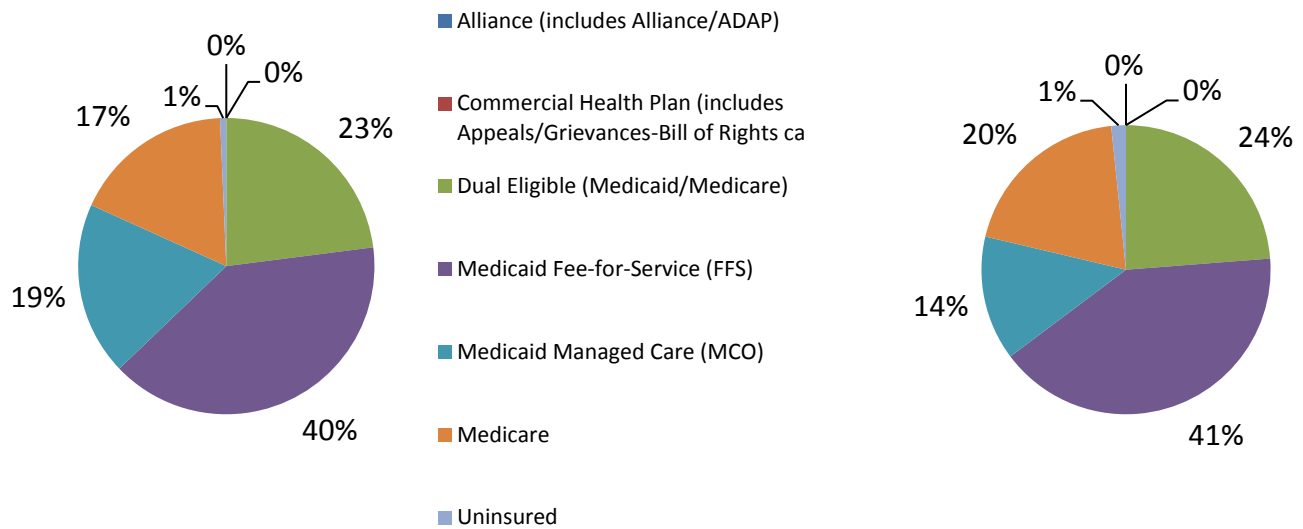 0%
0%
1%
17%
23%
19%
40%
Alliance (includes Alliance/ADAP)
Commercial Health Plan (includes
Appeals/Grievances-Bill of Rights ca
Dual Eligible (Medicaid/Medicare)
Medicaid Fee-for-Service (FFS)
Medicaid Managed Care (MCO)
Medicare
Uninsured
0%
0%
1%
20%
24%
14%
41%